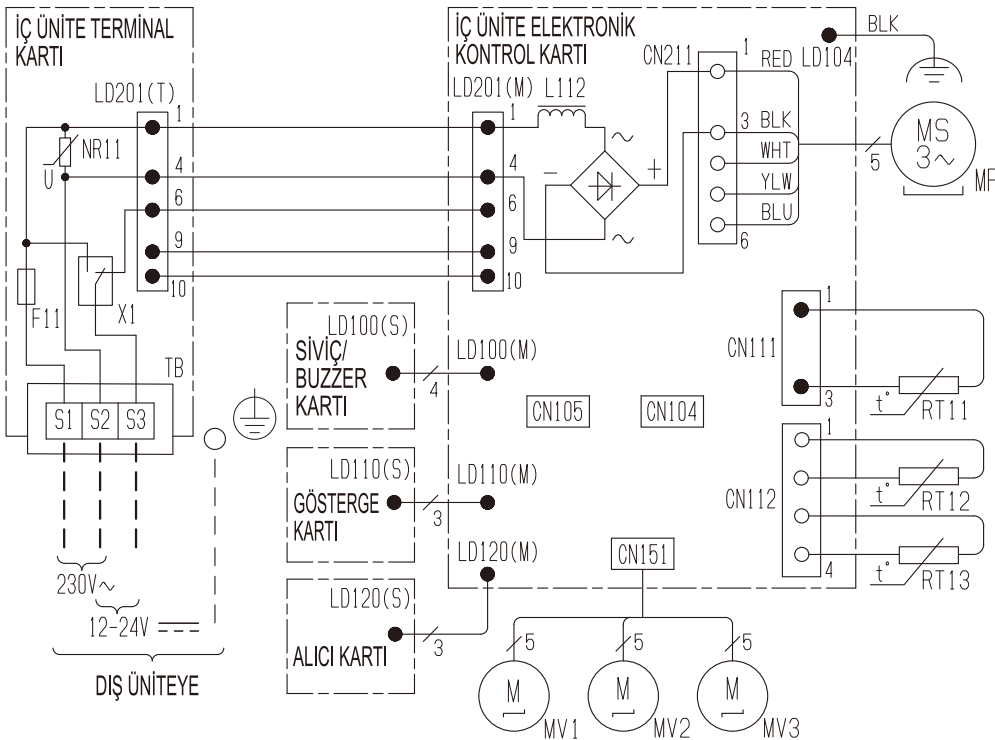 İÇ ÜNİTE TERMİNAL
KARTI
LD201(T)
1
4
6
9
10
NR11
U
F11
X1
TB
S1 S2 S3
230V~
12-24V
DIŞ ÜNİTEYE
İÇ ÜNİTE ELEKTRONİK
KONTROL KARTI
LD201(M)
L112
1
4
6
9
10
~
-
+
~
CN211
1
3
6
RED
BLK
WHT
YLW
BLU
LD104
BLK
5
MS
3~
MF
LD100(S)
SİVİÇ/
BUZZER
KARTI
4
LD100(M)
CN105
CN104
CN111
1
3
t°
RT11
LD110(S)
GÖSTERGE
KARTI
3
LD110(M)
CN112
1
4
t°
RT12
t°
RT13
LD120(M)
LD120(S)
ALICI KARTI
3
CN151
5
5
5
M
M
M
MV1
MV2
MV3